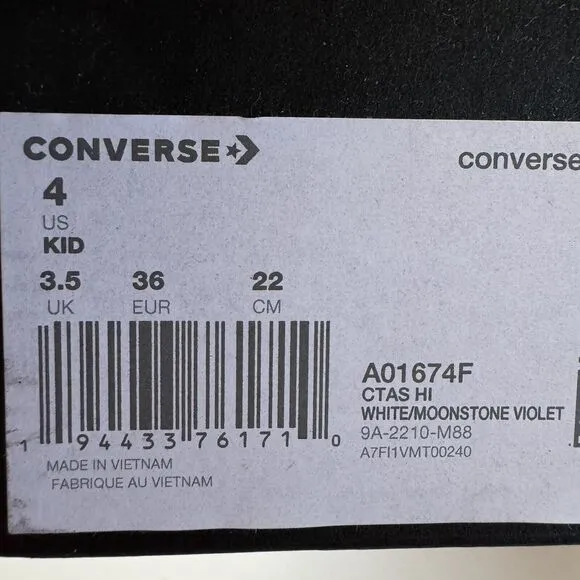 CONVERSE
converse
4
US
KID
3.5 36 22
UK EUR CM
1 94433 76171 0
A01674F
CTAS HI
WHITE/MOONSTONE VIOLET
9A-2210-M88
A7FI1VMT00240
MADE IN VIETNAM
FABRIQUE AU VIETNAM